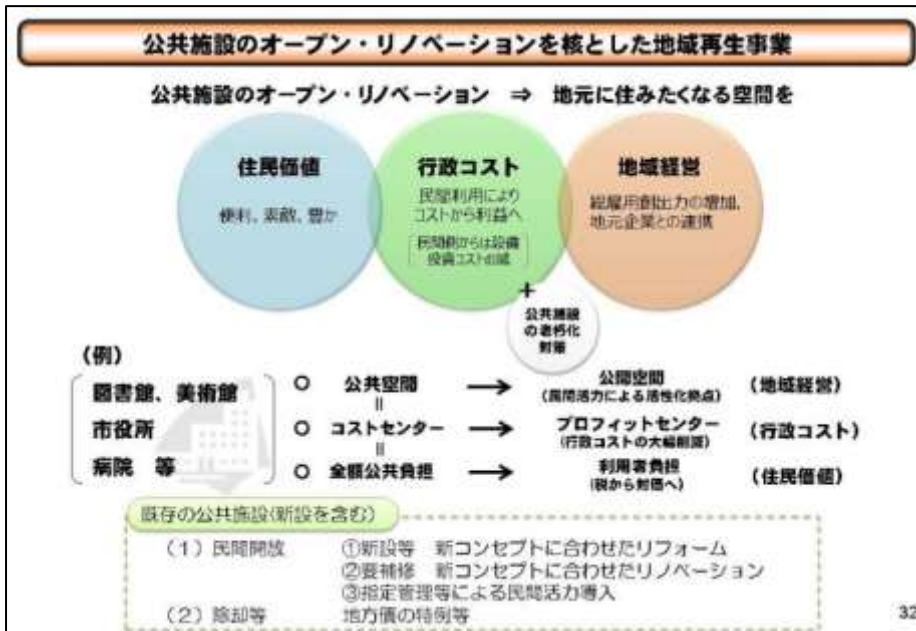 公共施設のオープン・リノベーションを核とした地域再生事業
公共施設のオープン・リノベーション ⇒ 地元に住みたくなる空間を
住民価値
便利、素敵、豊か
行政コスト
民間利用により
コストから利益へ
民間側からは設備
投資コストの減
地域経営
総雇用創出力の増加、
地元企業との連携
+
公共施設
の老朽化
対策
(例)
図書館、美術館
市役所
病院 等
○ 公共空間 → 公開空間 (地域経営)
(民間活力による活性化拠点)
=
○ コストセンター → プロフィットセンター (行政コスト)
(行政コストの大幅削減)
=
○ 全額公共負担 → 利用者負担 (住民価値)
(税から対価へ)
既存の公共施設(新設を含む)
(1)民間開放 ①新設等 新コンセプトに合わせたリフォーム
②要補修 新コンセプトに合わせたリノベーション
③指定管理等による民間活力導入
(2)除却等 地方債の特例等
32